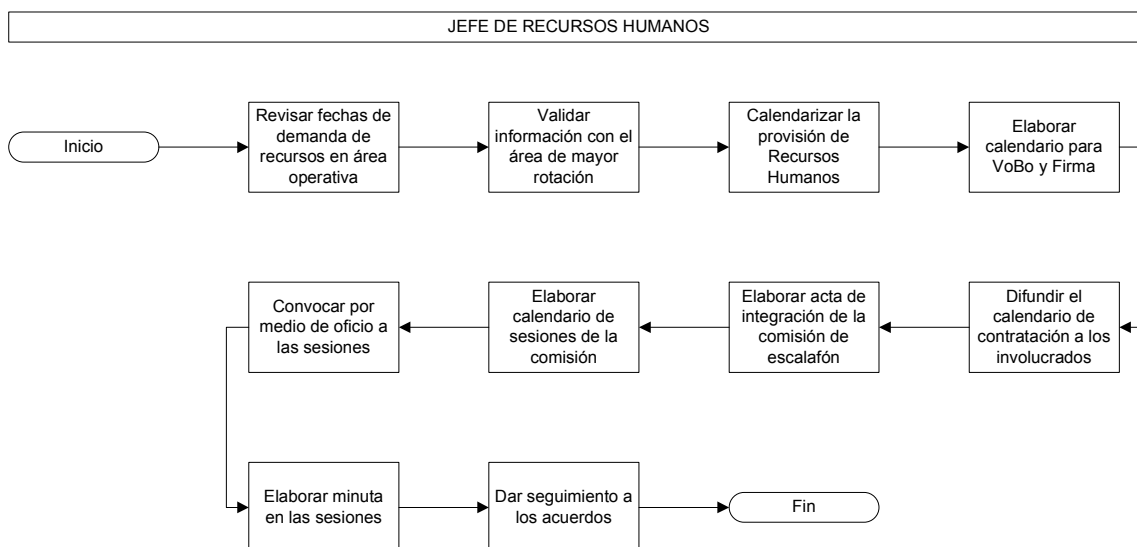 JEFE DE RECURSOS HUMANOS
Inicio
Revisar fechas de
demanda de
recursos en área
operativa
Validar
información con el
área de mayor
rotación
Calendarizar la
provisión de
Recursos
Humanos
Elaborar
calendario para
VoBo y Firma
Difundir el
calendario de
contratación a los
involucrados
Elaborar acta de
integración de la
comisión de
escalafón
Elaborar
calendario de
sesiones de la
comisión
Convocar por
medio de oficio a
las sesiones
Elaborar minuta
en las sesiones
Dar seguimiento a
los acuerdos
Fin